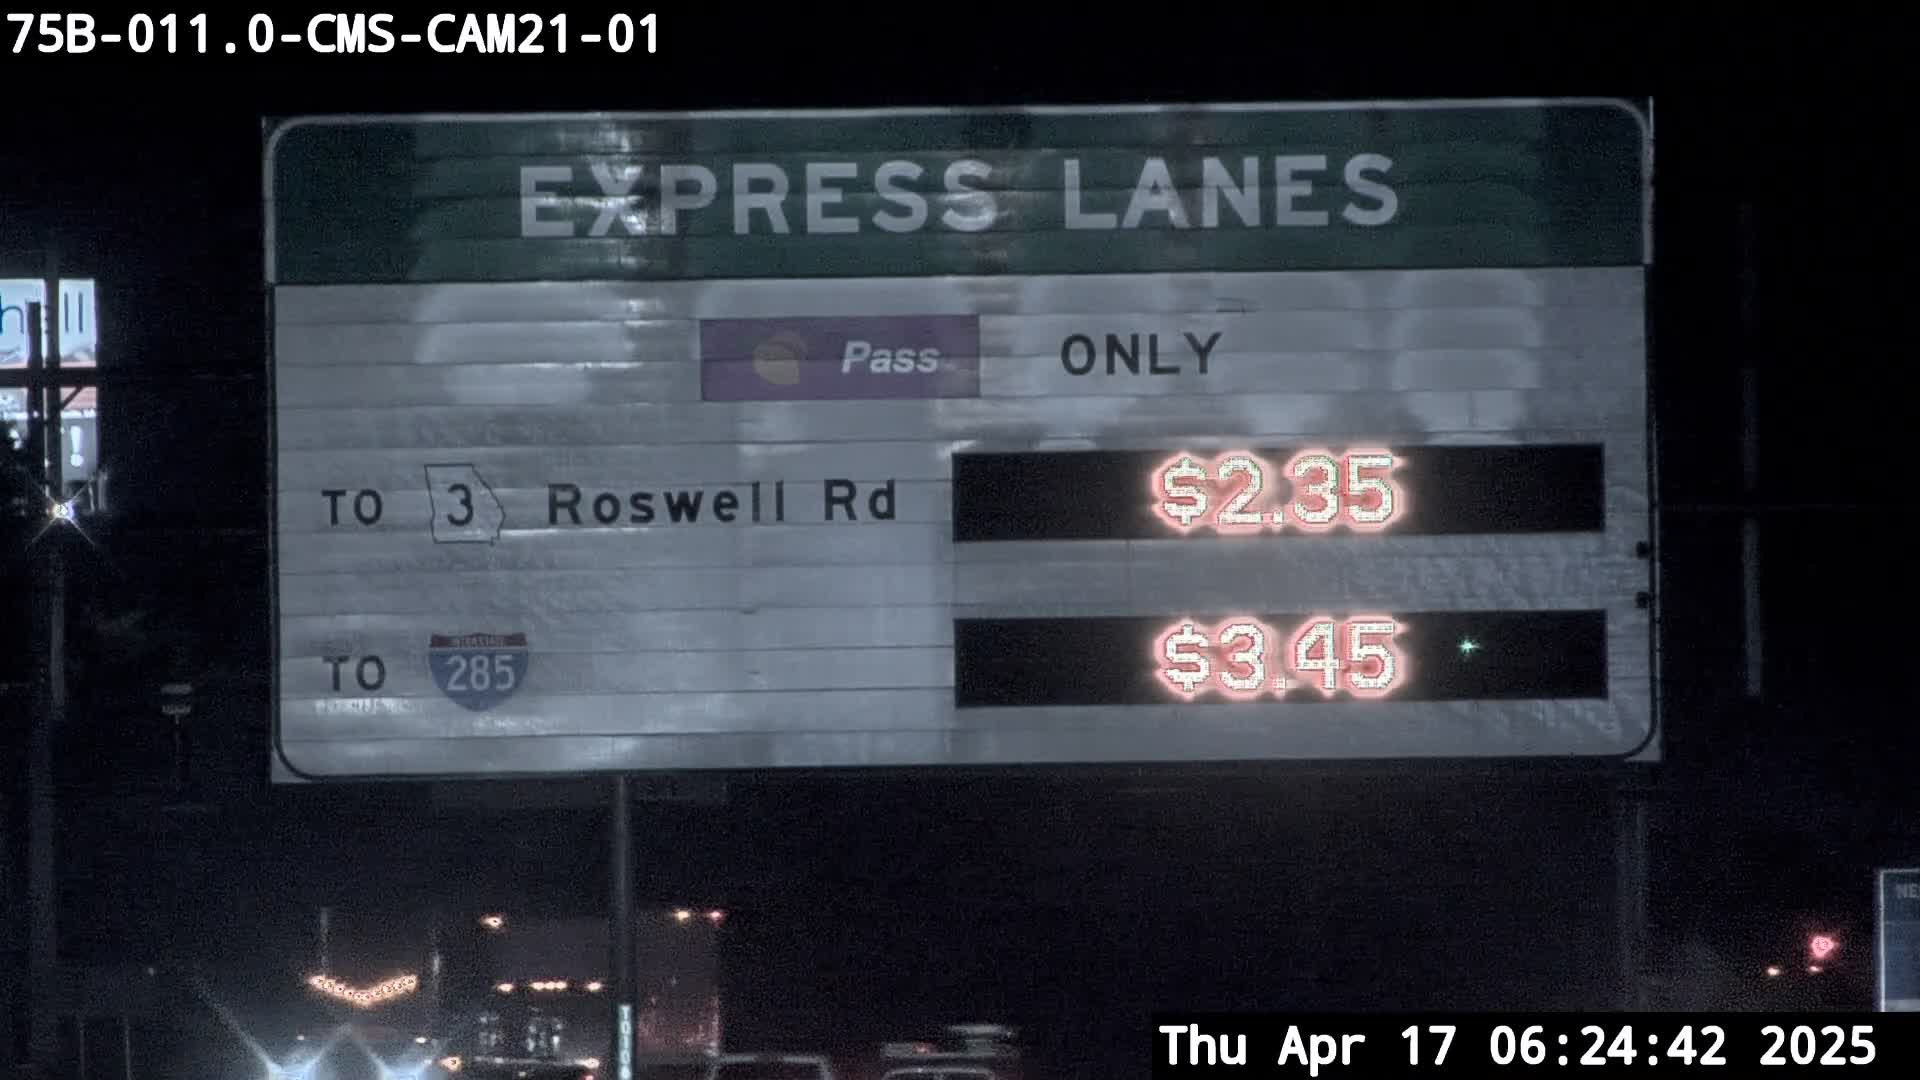 75B-011.0-CMS-CAM21-01
EXPRESS LANES
Pass ONLY
TO 3 Roswell Rd $2.35
TO INTERSTATE 285 $3.45
Thu Apr 17 06:24:42 2025